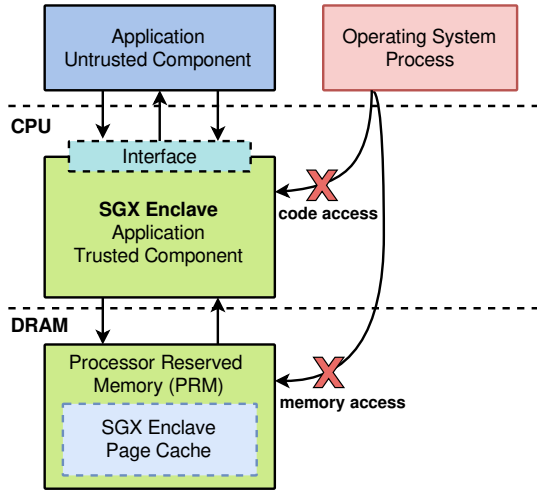 Application
Untrusted Component
Operating System
Process
CPU
Interface
SGX Enclave
Application
Trusted Component
code access
DRAM
Processor Reserved
Memory (PRM)
memory access
SGX Enclave
Page Cache